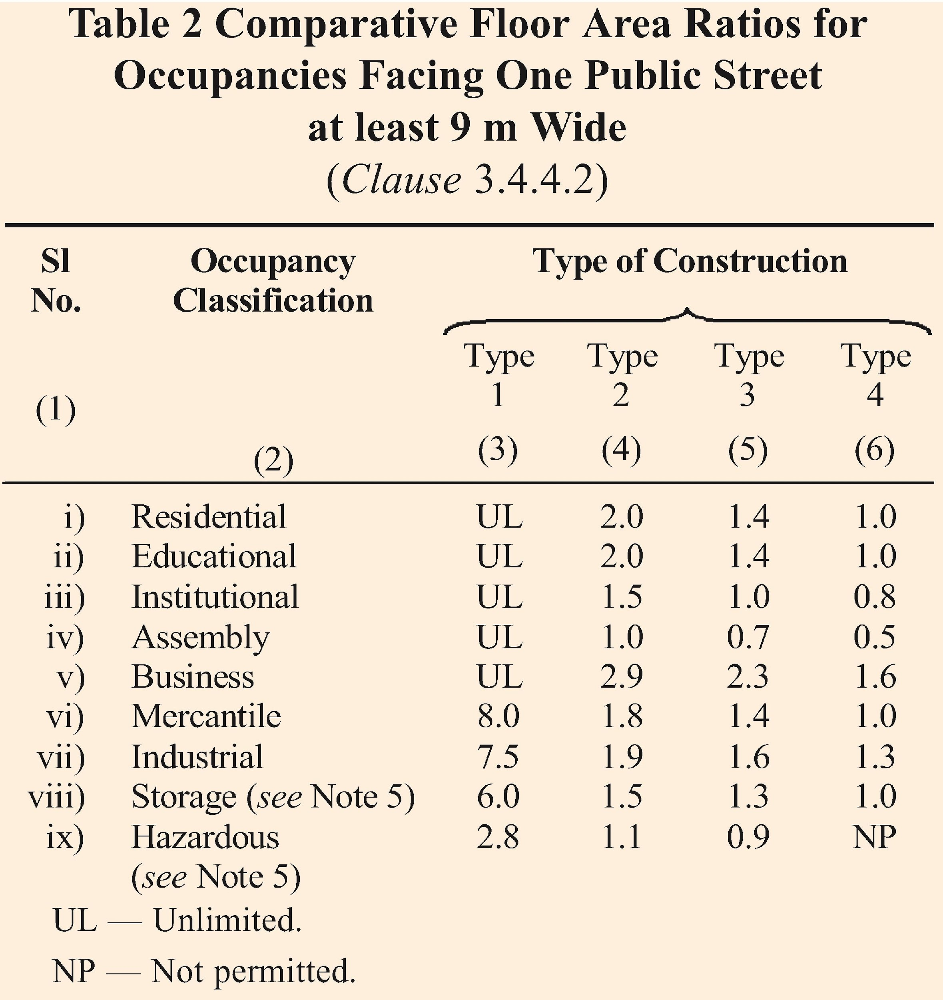 Table 2 Comparative Floor Area Ratios for
Occupancies Facing One Public Street
at least 9 m Wide
(Clause 3.4.4.2)
Sl No. Occupancy Classification Type of Construction
Type 1 Type 2 Type 3 Type 4
(1) (2) (3) (4) (5) (6)
i) Residential UL 2.0 1.4 1.0
ii) Educational UL 2.0 1.4 1.0
iii) Institutional UL 1.5 1.0 0.8
iv) Assembly UL 1.0 0.7 0.5
v) Business UL 2.9 2.3 1.6
vi) Mercantile 8.0 1.8 1.4 1.0
vii) Industrial 7.5 1.9 1.6 1.3
viii) Storage (see Note 5) 6.0 1.5 1.3 1.0
ix) Hazardous 2.8 1.1 0.9 NP
(see Note 5)
UL — Unlimited.
NP — Not permitted.